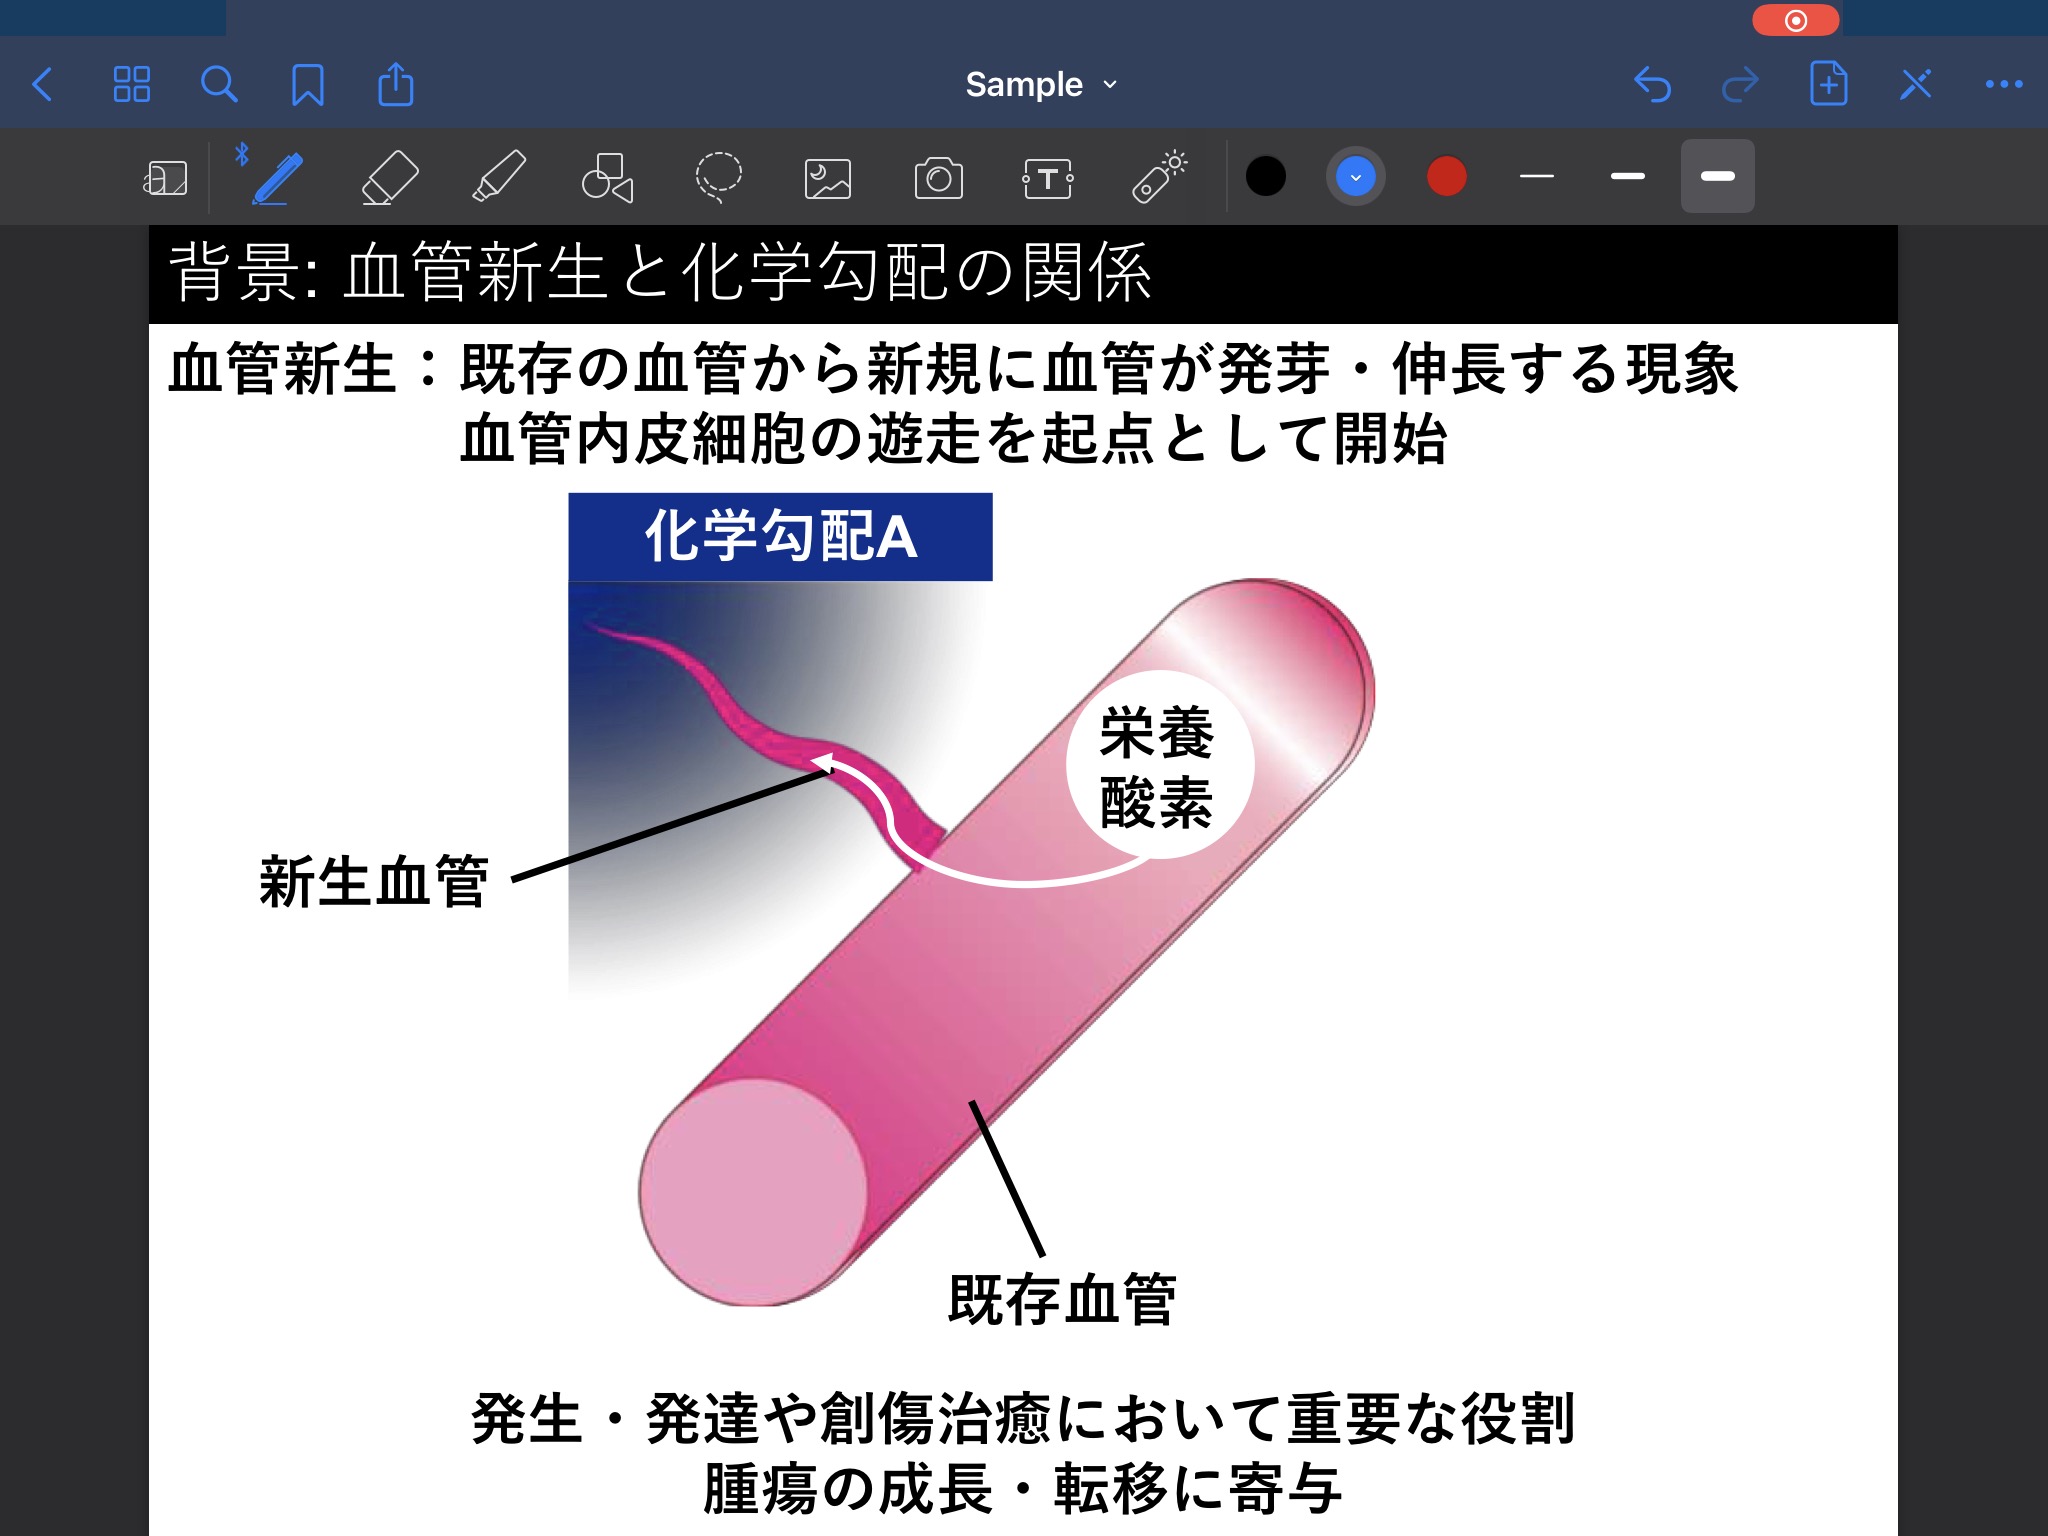 Sample
背景: 血管新生と化学勾配の関係
血管新生：既存の血管から新規に血管が発芽・伸長する現象
血管内皮細胞の遊走を起点として開始
化学勾配A
栄養
酸素
新生血管
既存血管
発生・発達や創傷治癒において重要な役割
腫瘍の成長・転移に寄与